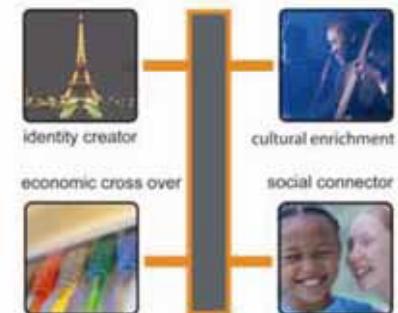 identity creator
cultural enrichment
economic cross over
social connector